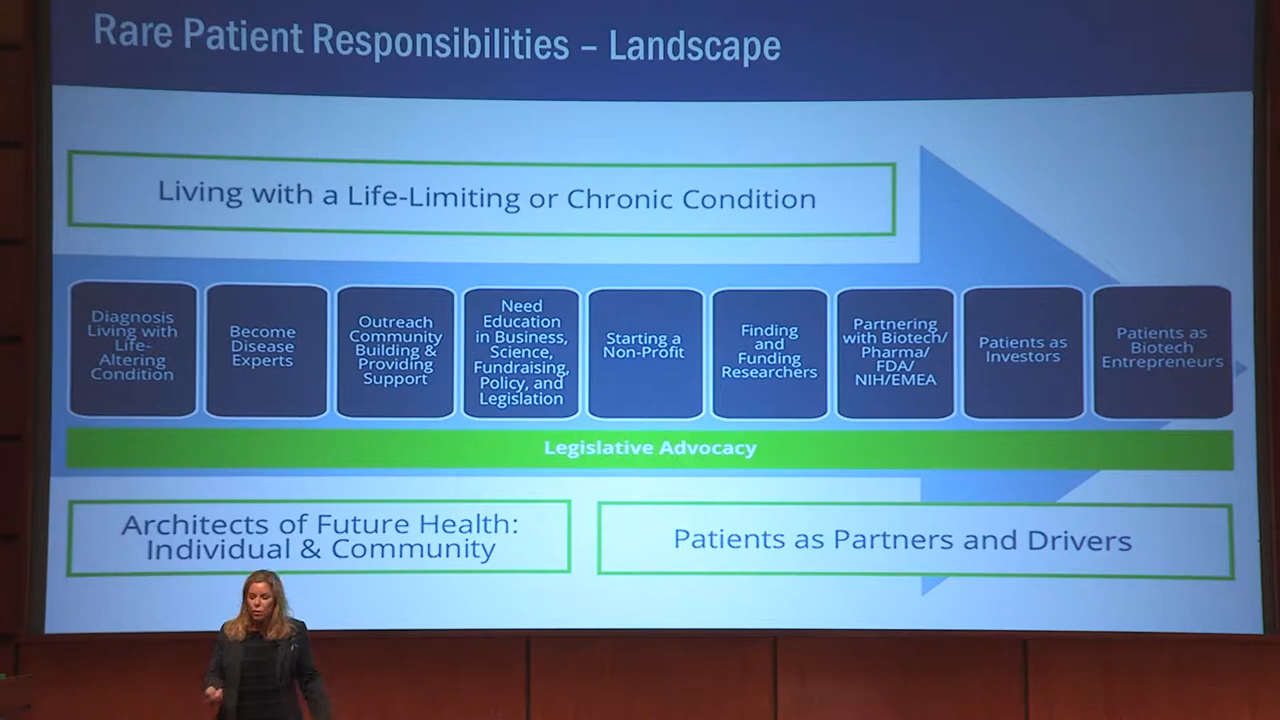 Rare Patient Responsibilities – Landscape
Living with a Life-Limiting or Chronic Condition
Diagnosis
Living with
Life-
Altering
Condition
Become
Disease
Experts
Outreach
Community
Building &
Providing
Support
Need
Education
in Business,
Science,
Fundraising,
Policy, and
Legislation
Starting a
Non-Profit
Finding
and
Funding
Researchers
Partnering
with Biotech/
Pharma/
FDA/
NIH/EMEA
Patients as
Investors
Patients as
Biotech
Entrepreneurs
Legislative Advocacy
Architects of Future Health:
Individual & Community
Patients as Partners and Drivers